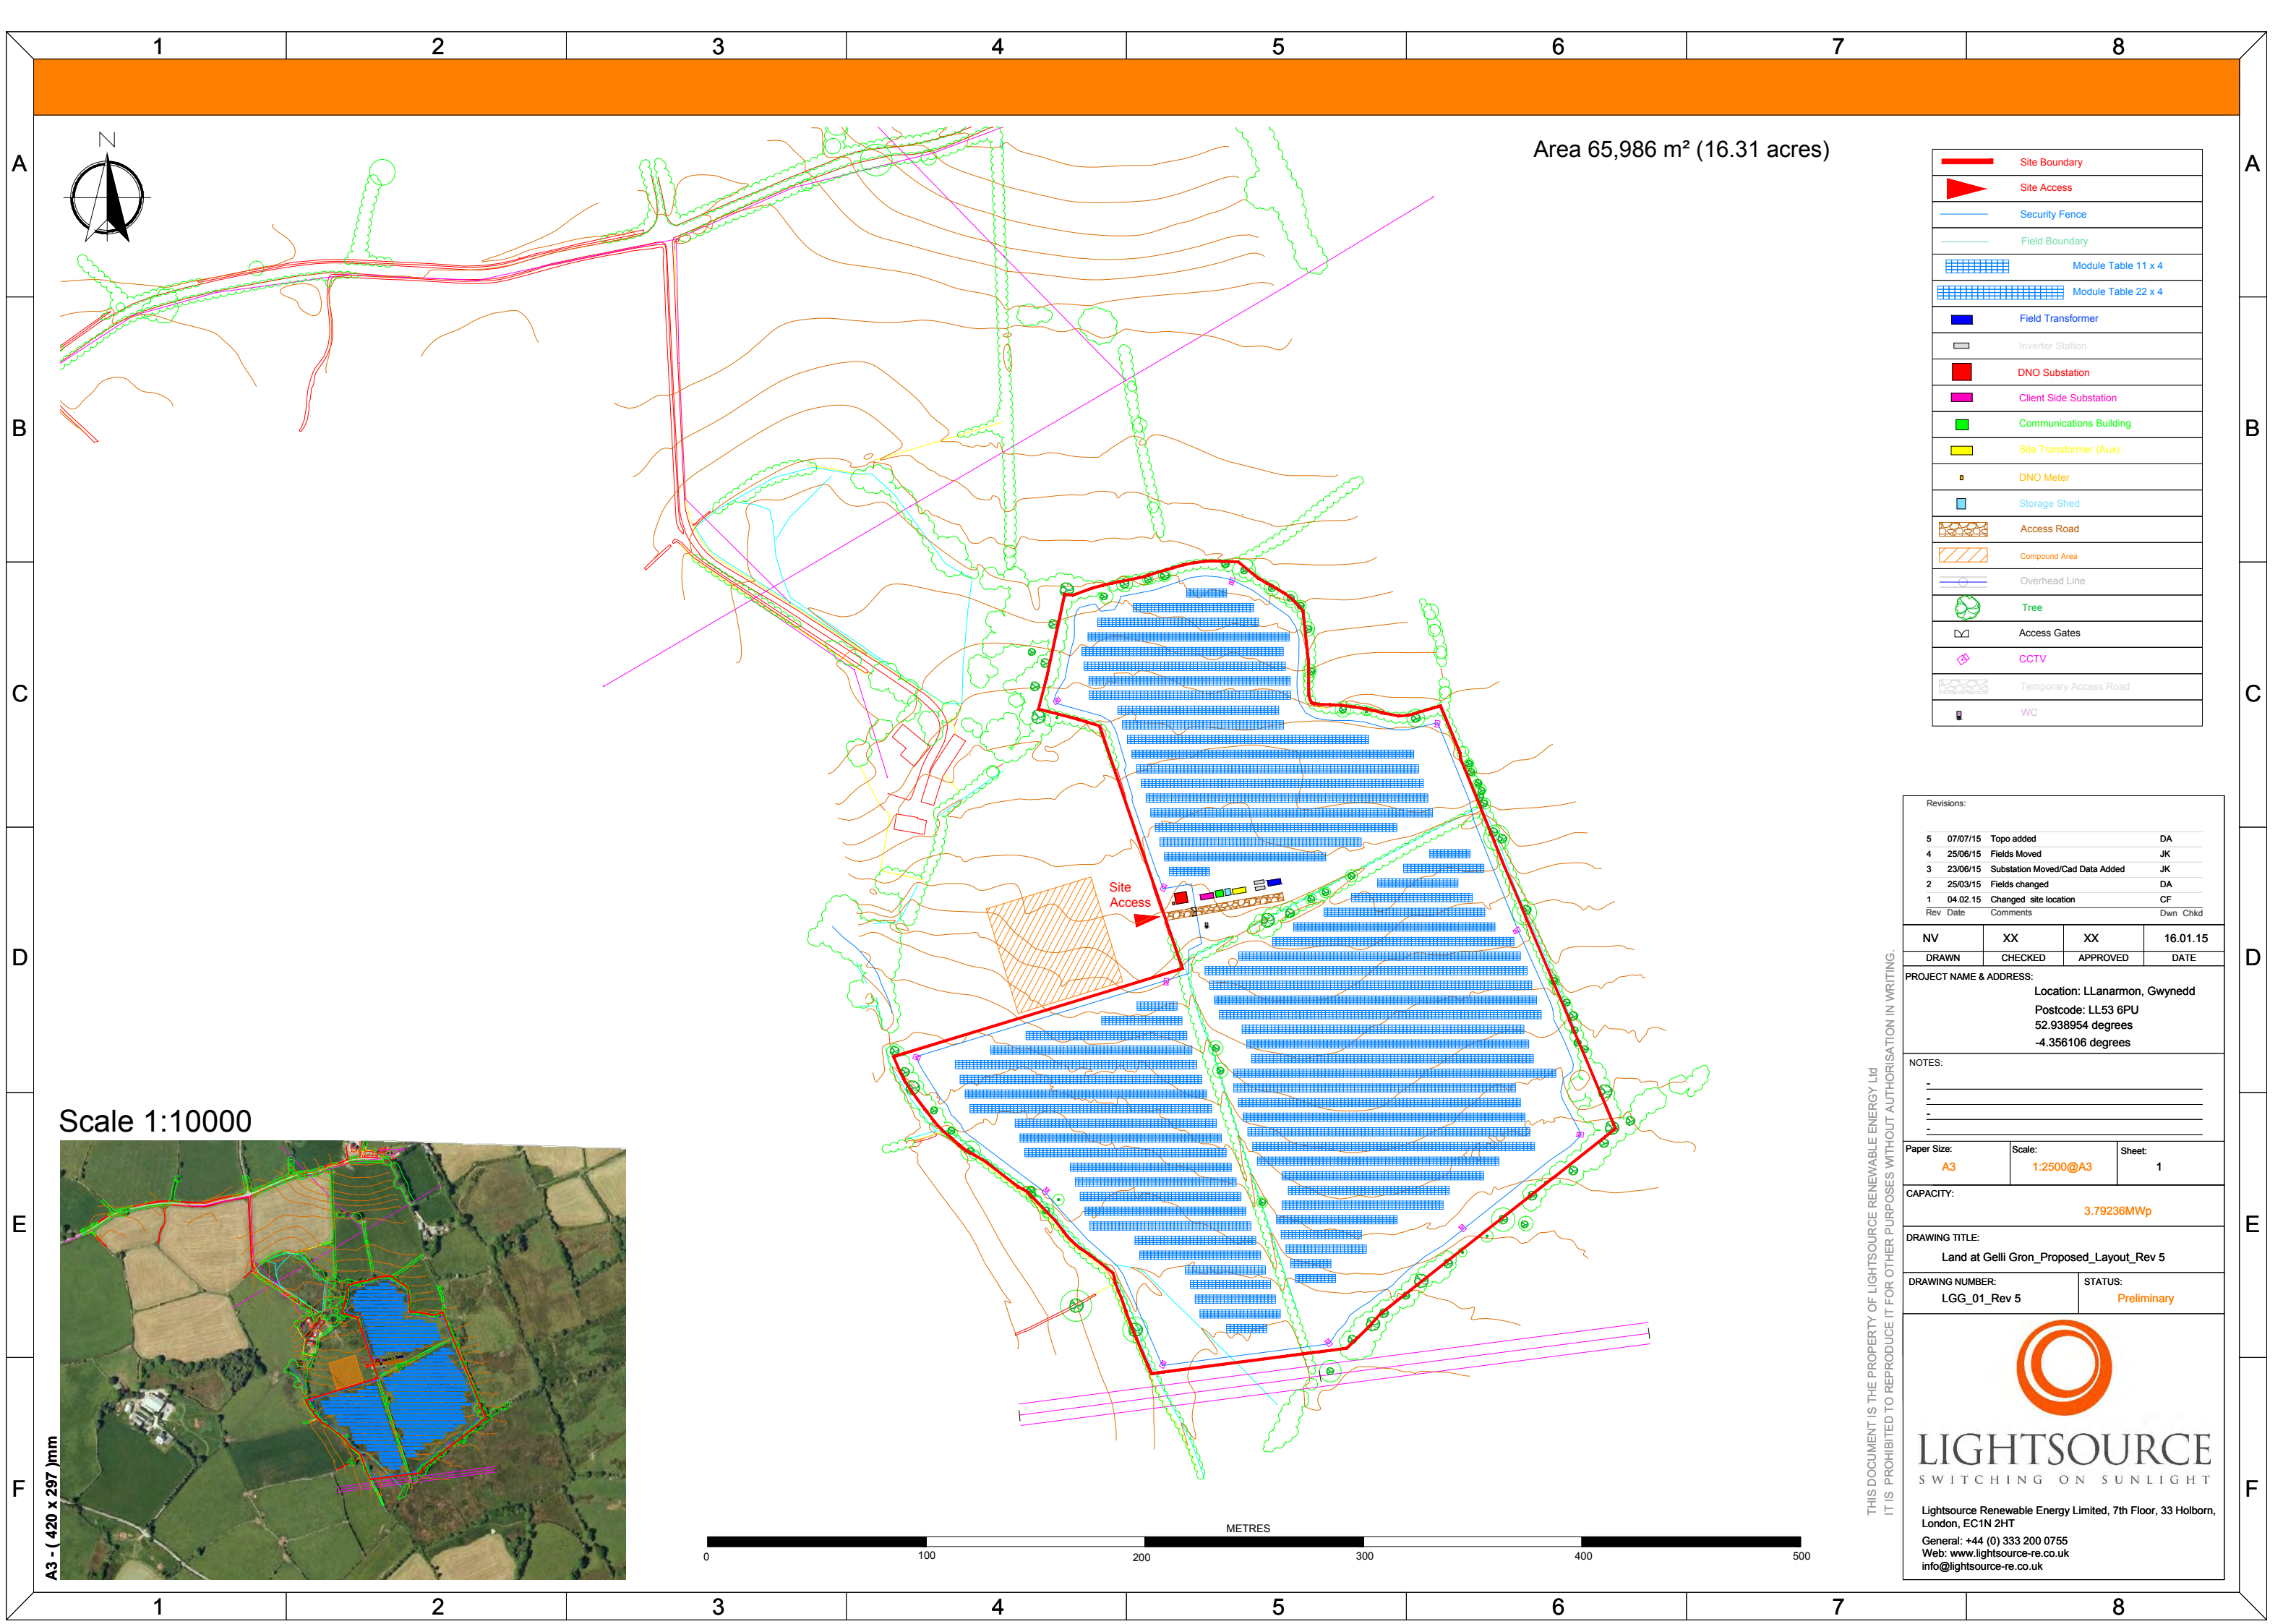 1 2 3 4 5 6 7 8
A A
B B
C C
D D
E E
F F
N
Area 65,986 m² (16.31 acres)
Site Boundary
Site Access
Security Fence
Field Boundary
Module Table 11 x 4
Module Table 22 x 4
Field Transformer
Inverter Station
DNO Substation
Client Side Substation
Communications Building
Site Transformer (Aux)
DNO Meter
Storage Shed
Access Road
Compound Area
Overhead Line
Tree
Access Gates
CCTV
Temporary Access Road
WC
Site
Access
Scale 1:10000
A3 - ( 420 x 297 )mm
METRES
0 100 200 300 400 500
THIS DOCUMENT IS THE PROPERTY OF LIGHTSOURCE RENEWABLE ENERGY Ltd
IT IS PROHIBITED TO REPRODUCE IT FOR OTHER PURPOSES WITHOUT AUTHORISATION IN WRITING.
Revisions:
5 07/07/15 Topo added DA
4 25/06/15 Fields Moved JK
3 23/06/15 Substation Moved/Cad Data Added JK
2 25/03/15 Fields changed DA
1 04.02.15 Changed site location CF
Rev Date Comments Dwn Chkd
NV XX XX 16.01.15
DRAWN CHECKED APPROVED DATE
PROJECT NAME & ADDRESS:
Location: LLanarmon, Gwynedd
Postcode: LL53 6PU
52.938954 degrees
-4.356106 degrees
NOTES:
-
-
-
-
Paper Size: Scale: Sheet:
A3 1:2500@A3 1
CAPACITY:
3.79236MWp
DRAWING TITLE:
Land at Gelli Gron_Proposed_Layout_Rev 5
DRAWING NUMBER: STATUS:
LGG_01_Rev 5 Preliminary
LIGHTSOURCE
SWITCHING ON SUNLIGHT
Lightsource Renewable Energy Limited, 7th Floor, 33 Holborn,
London, EC1N 2HT
General: +44 (0) 333 200 0755
Web: www.lightsource-re.co.uk
info@lightsource-re.co.uk
1 2 3 4 5 6 7 8